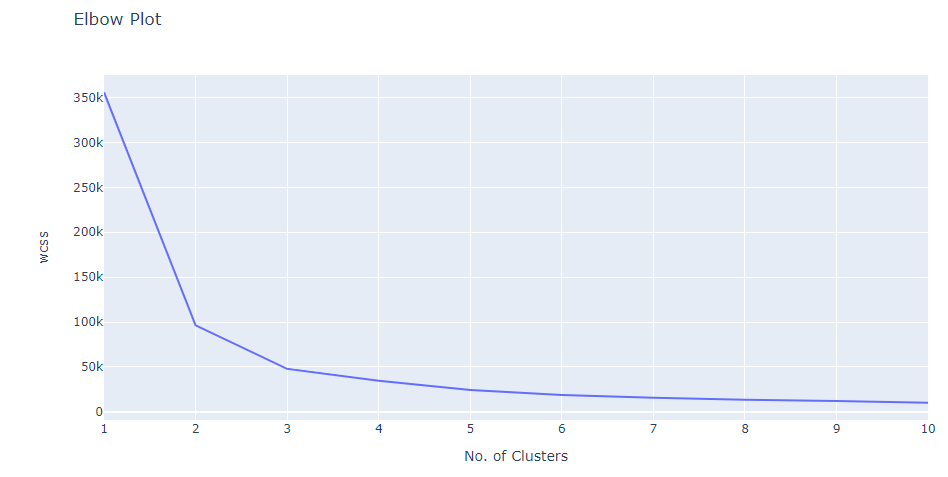 Elbow Plot
350k
300k
250k
200k
150k
100k
50k
0
wcss
1 2 3 4 5 6 7 8 9 10
No. of Clusters